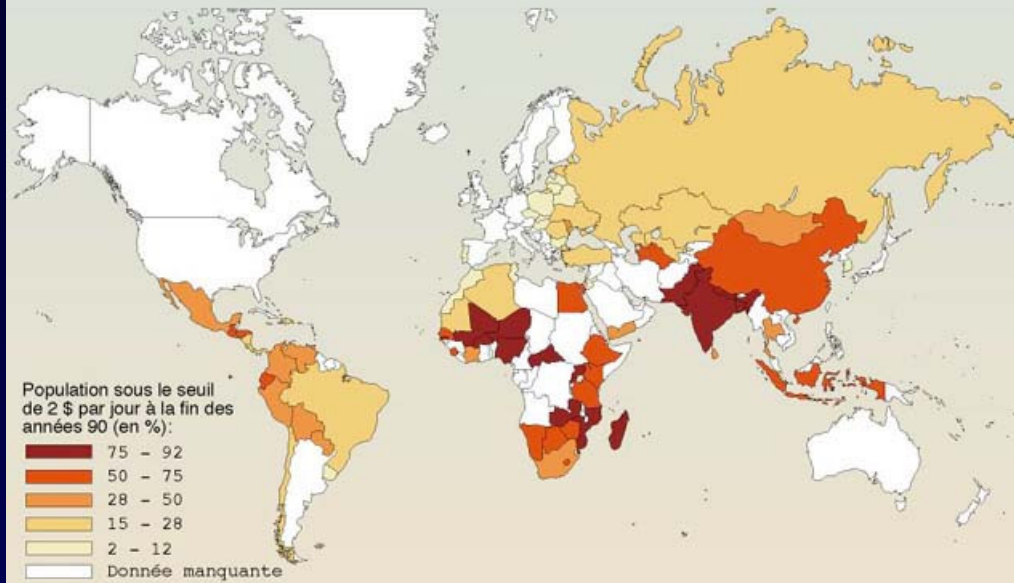 Population sous le seuil
de 2 $ par jour à la fin des
années 90 (en %):
75 - 92
50 - 75
28 - 50
15 - 28
2 - 12
Donnée manquante